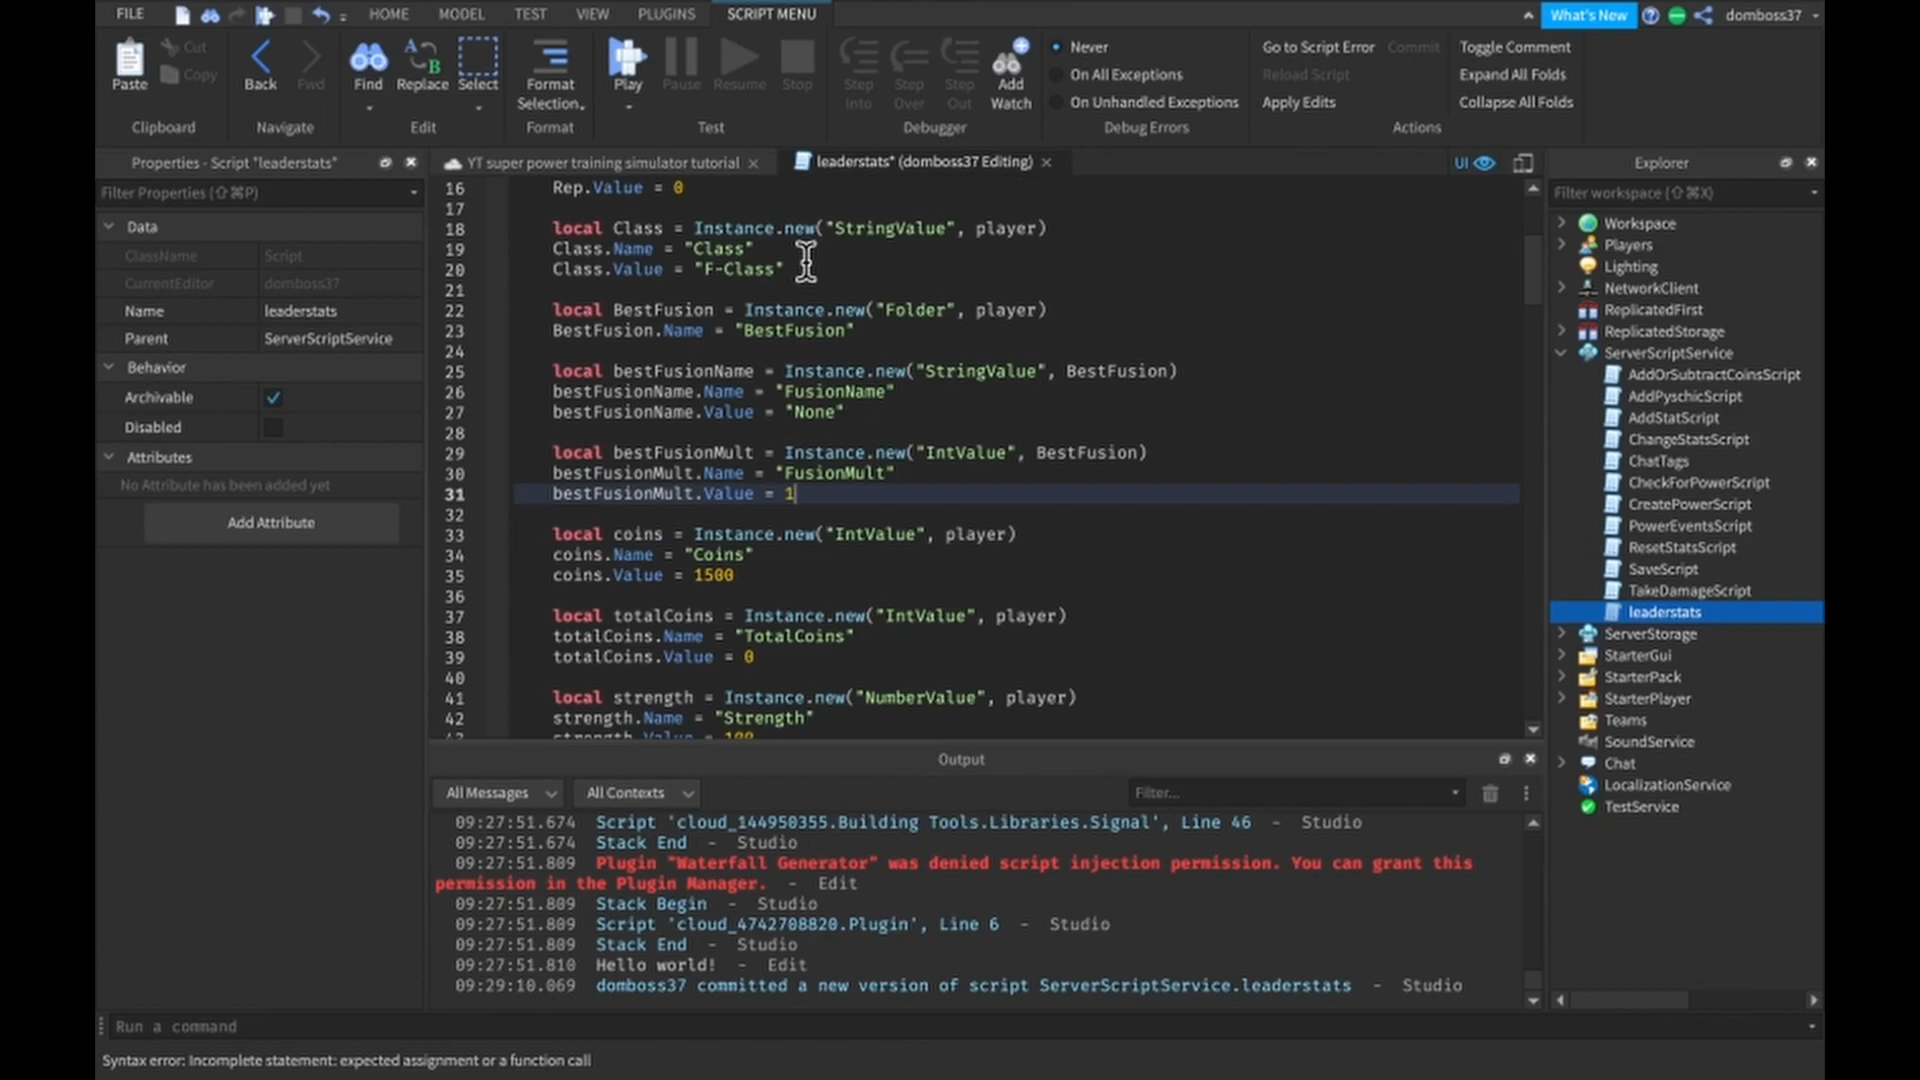 FILE HOME MODEL TEST VIEW PLUGINS SCRIPT MENU What's New domboss37
Paste Cut Copy Back Fwd Find Replace Select Format Selection Play Pause Resume Stop Step Into Step Over Step Out Add Watch Never On All Exceptions On Unhandled Exceptions Go to Script Error Commit Reload Script Apply Edits Toggle Comment Expand All Folds Collapse All Folds
Clipboard Navigate Edit Format Test Debugger Debug Errors Actions
Properties - Script "leaderstats"
Filter Properties (⇧⌘P)
Data
ClassName Script
CurrentEditor domboss37
Name leaderstats
Parent ServerScriptService
Behavior
Archivable
Disabled
Attributes
No Attribute has been added yet
Add Attribute
YT super power training simulator tutorial leaderstats* (domboss37 Editing) UI
16 Rep.Value = 0
17
18 local Class = Instance.new("StringValue", player)
19 Class.Name = "Class"
20 Class.Value = "F-Class"
21
22 local BestFusion = Instance.new("Folder", player)
23 BestFusion.Name = "BestFusion"
24
25 local bestFusionName = Instance.new("StringValue", BestFusion)
26 bestFusionName.Name = "FusionName"
27 bestFusionName.Value = "None"
28
29 local bestFusionMult = Instance.new("IntValue", BestFusion)
30 bestFusionMult.Name = "FusionMult"
31 bestFusionMult.Value = 1
32
33 local coins = Instance.new("IntValue", player)
34 coins.Name = "Coins"
35 coins.Value = 1500
36
37 local totalCoins = Instance.new("IntValue", player)
38 totalCoins.Name = "TotalCoins"
39 totalCoins.Value = 0
40
41 local strength = Instance.new("NumberValue", player)
42 strength.Name = "Strength"
43 strength.Value = 100
Output
All Messages All Contexts Filter...
09:27:51.674 Script 'cloud_144950355.Building Tools.Libraries.Signal', Line 46 - Studio
09:27:51.674 Stack End - Studio
09:27:51.809 Plugin "Waterfall Generator" was denied script injection permission. You can grant this
permission in the Plugin Manager. - Edit
09:27:51.809 Stack Begin - Studio
09:27:51.809 Script 'cloud_4742708820.Plugin', Line 6 - Studio
09:27:51.809 Stack End - Studio
09:27:51.810 Hello world! - Edit
09:29:10.069 domboss37 committed a new version of script ServerScriptService.leaderstats - Studio
Explorer
Filter workspace (⇧⌘X)
Workspace
Players
Lighting
NetworkClient
ReplicatedFirst
ReplicatedStorage
ServerScriptService
AddOrSubtractCoinsScript
AddPyschicScript
AddStatScript
ChangeStatsScript
ChatTags
CheckForPowerScript
CreatePowerScript
PowerEventsScript
ResetStatsScript
SaveScript
TakeDamageScript
leaderstats
ServerStorage
StarterGui
StarterPack
StarterPlayer
Teams
SoundService
Chat
LocalizationService
TestService
Run a command
Syntax error: Incomplete statement: expected assignment or a function call